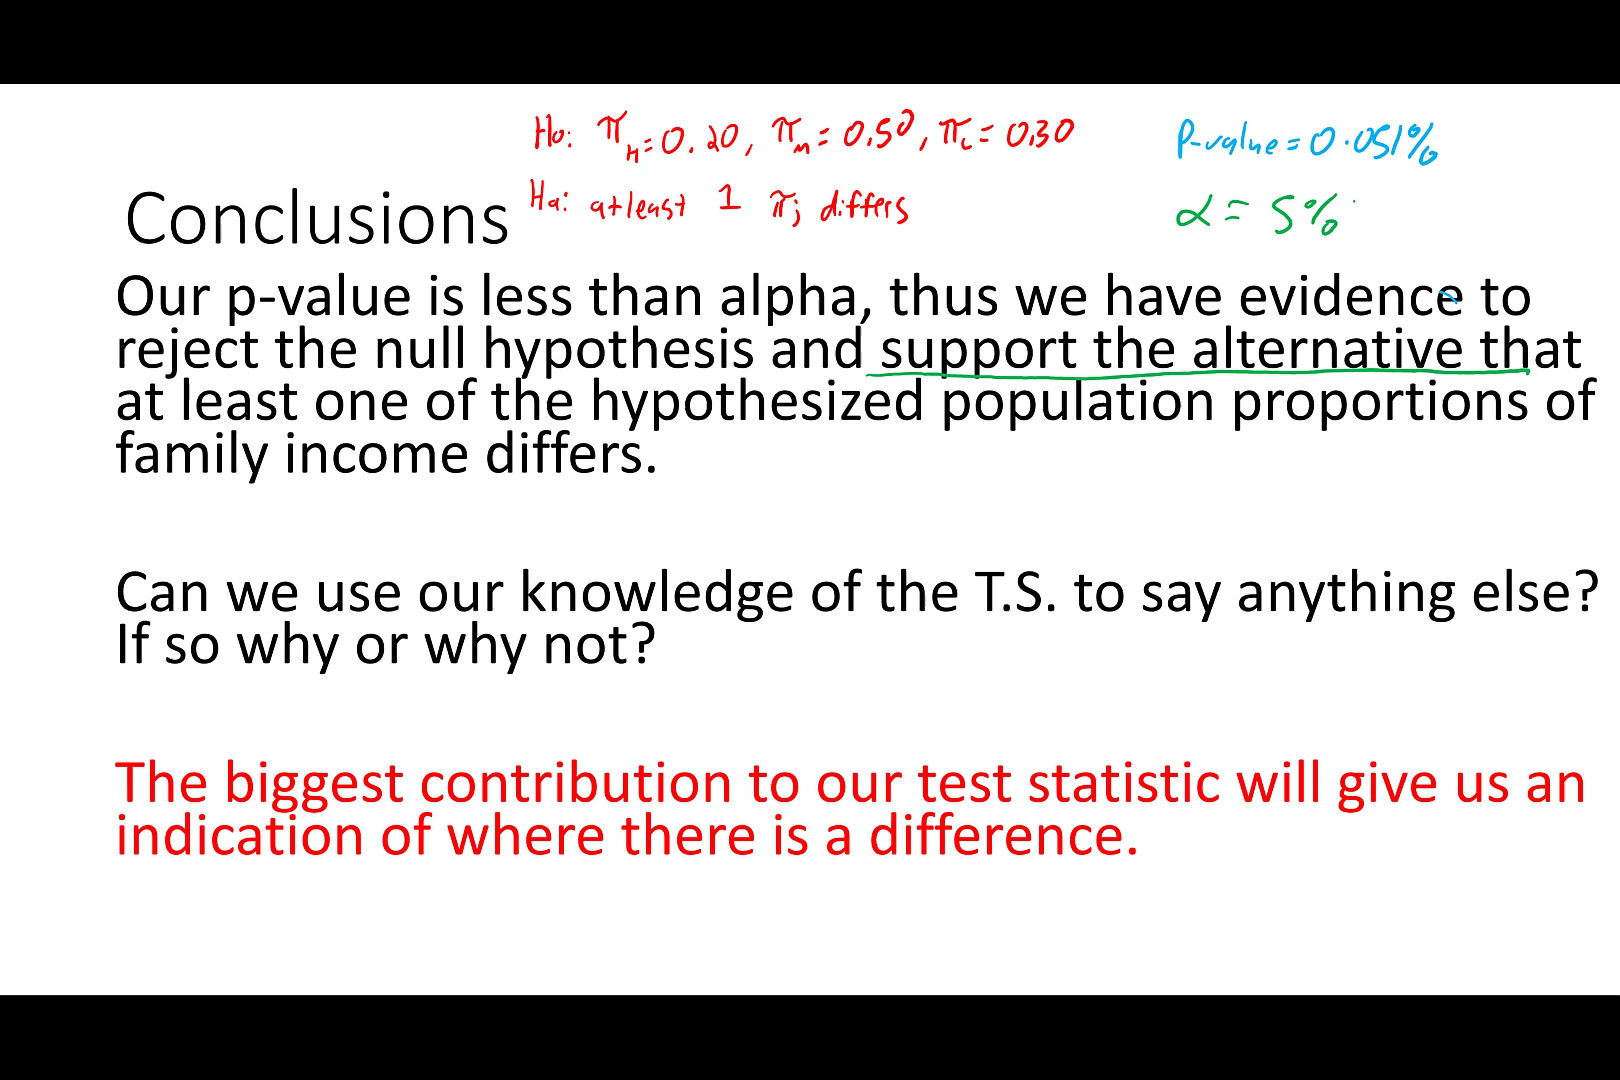 Ho: π_H = 0.20, π_m = 0.50, π_L = 0.30
P-value = 0.051%
Conclusions
Ha: atleast 1 πj differs
α = 5%
Our p-value is less than alpha, thus we have evidence to
reject the null hypothesis and support the alternative that
at least one of the hypothesized population proportions of
family income differs.
Can we use our knowledge of the T.S. to say anything else?
If so why or why not?
The biggest contribution to our test statistic will give us an
indication of where there is a difference.